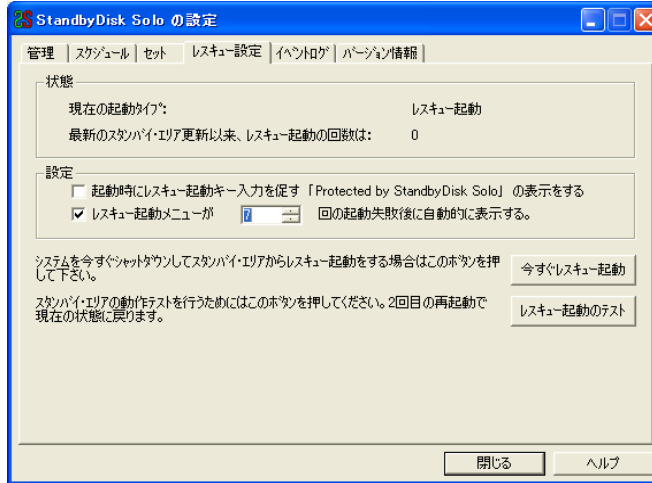 StandbyDisk Solo の設定
管理 スケジュール セット レスキュー設定 イベントログ バージョン情報
状態
現在の起動タイプ: レスキュー起動
最新のスタンバイ・エリア更新以来、レスキュー起動の回数は: 0
設定
起動時にレスキュー起動キー入力を促す「Protected by StandbyDisk Solo」の表示をする
レスキュー起動メニューが 7 回の起動失敗後に自動的に表示する。
システムを今すぐシャットダウンしてスタンバイ・エリアからレスキュー起動をする場合はこのボタンを押
して下さい。
今すぐレスキュー起動
スタンバイ・エリアの動作テストを行うためにはこのボタンを押してください。2回目の再起動で
現在の状態に戻ります。
レスキュー起動のテスト
閉じる ヘルプ